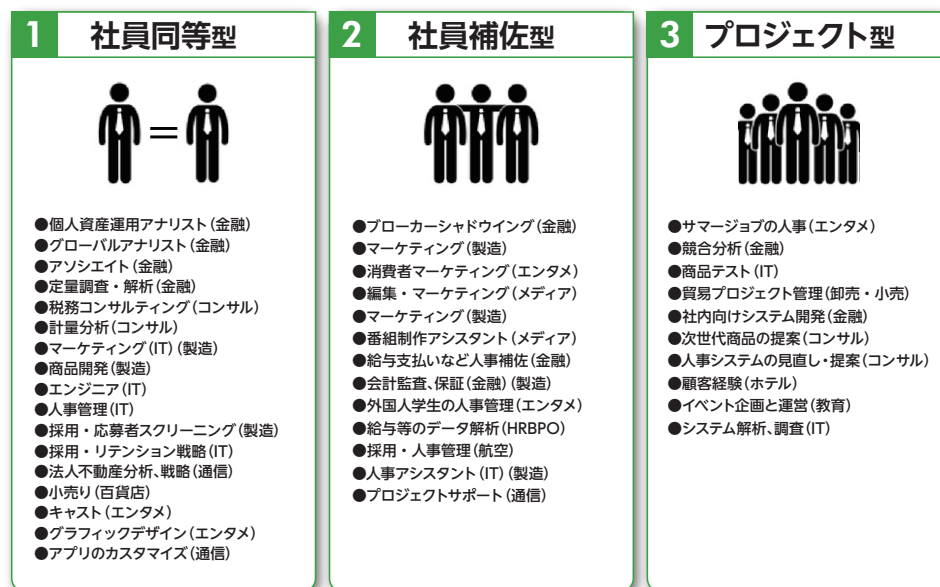 1 社員同等型
●個人資産運用アナリスト(金融)
●グローバルアナリスト(金融)
●アソシエイト(金融)
●定量調査・解析(金融)
●税務コンサルティング(コンサル)
●計量分析(コンサル)
●マーケティング(IT)(製造)
●商品開発(製造)
●エンジニア(IT)
●人事管理(IT)
●採用・応募者スクリーニング(製造)
●採用・リテンション戦略(IT)
●法人不動産分析、戦略(通信)
●小売り(百貨店)
●キャスト(エンタメ)
●グラフィックデザイン(エンタメ)
●アプリのカスタマイズ(通信)
2 社員補佐型
●ブローカーシャドウイング(金融)
●マーケティング(製造)
●消費者マーケティング(エンタメ)
●編集・マーケティング(メディア)
●マーケティング(製造)
●番組制作アシスタント(メディア)
●給与支払いなど人事補佐(金融)
●会計監査、保証(金融)(製造)
●外国人学生の人事管理(エンタメ)
●給与等のデータ解析(HRBPO)
●採用・人事管理(航空)
●人事アシスタント(IT)(製造)
●プロジェクトサポート(通信)
3 プロジェクト型
●サマージョブの人事(エンタメ)
●競合分析(金融)
●商品テスト(IT)
●貿易プロジェクト管理(卸売・小売)
●社内向けシステム開発(金融)
●次世代商品の提案(コンサル)
●人事システムの見直し・提案(コンサル)
●顧客経験(ホテル)
●イベント企画と運営(教育)
●システム解析、調査(IT)